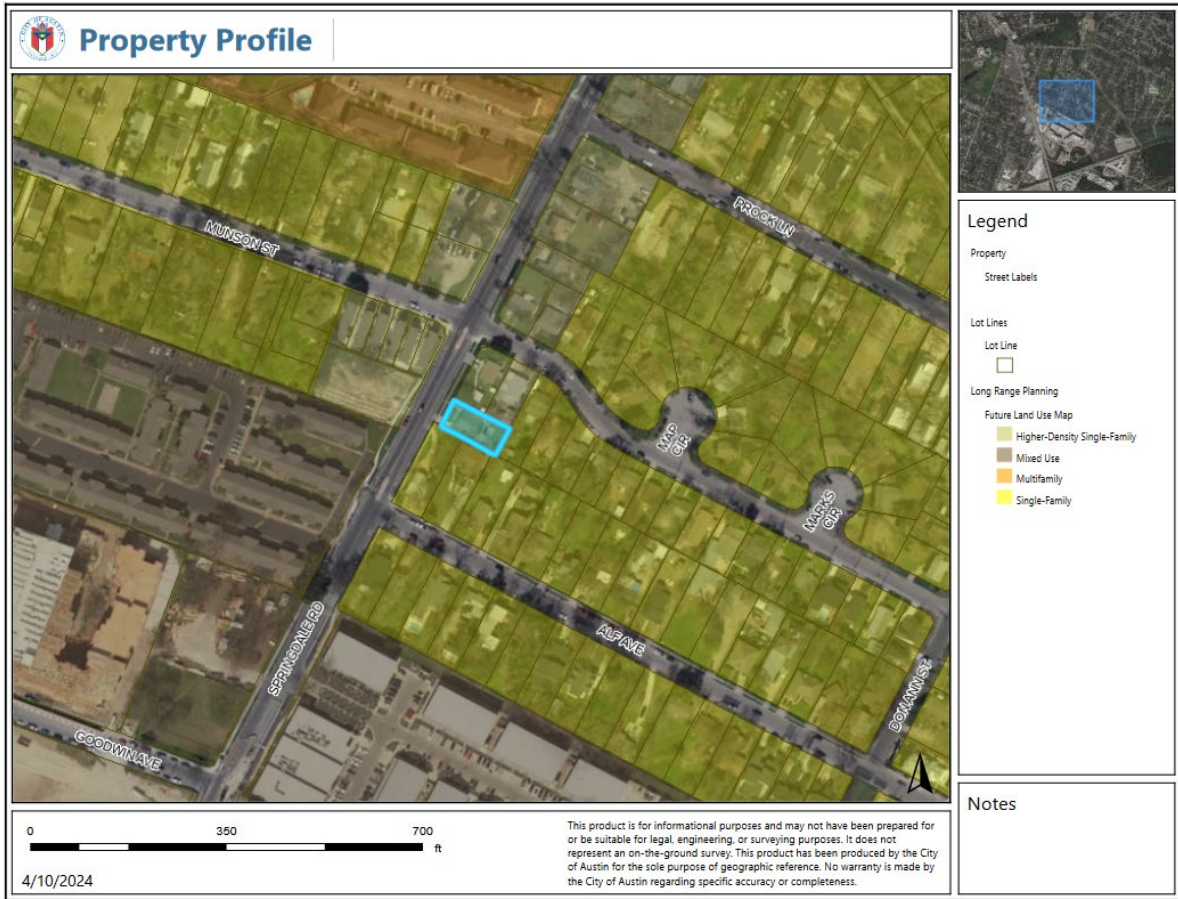 CITY OF AUSTIN
Property Profile
PROCK LN
MUNSON ST
MAP
CIR
MARKS
CIR
ALF AVE
SPRINGDALE RD
DONANN ST
GOODWIN AVE
Legend
Property
Street Labels
Lot Lines
Lot Line
Long Range Planning
Future Land Use Map
Higher-Density Single-Family
Mixed Use
Multifamily
Single-Family
Notes
0 350 700
ft
4/10/2024
This product is for informational purposes and may not have been prepared for
or be suitable for legal, engineering, or surveying purposes. It does not
represent an on-the-ground survey. This product has been produced by the City
of Austin for the sole purpose of geographic reference. No warranty is made by
the City of Austin regarding specific accuracy or completeness.